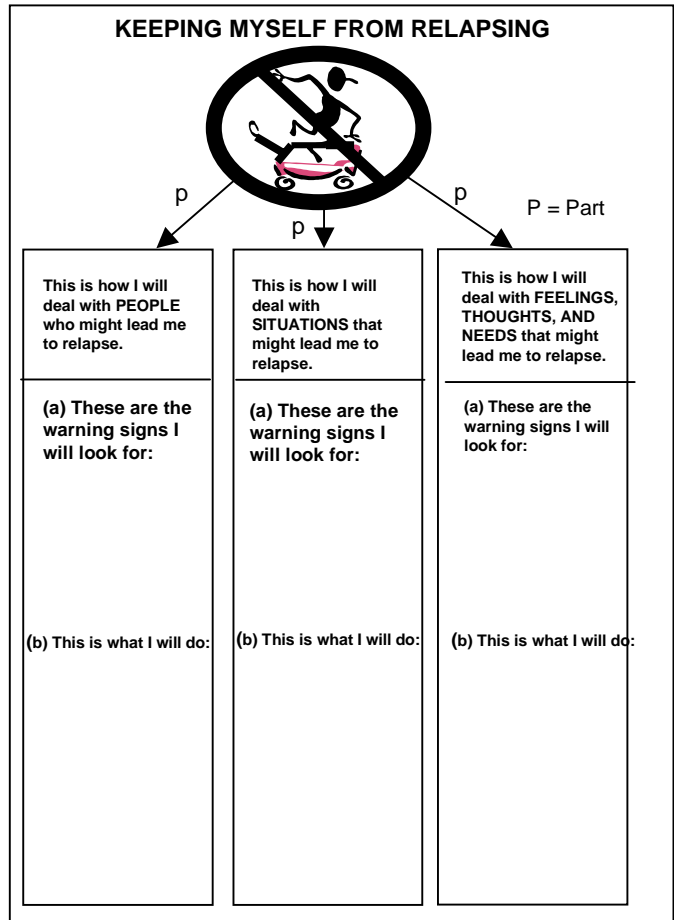 KEEPING MYSELF FROM RELAPSING
p
p
p
P = Part
This is how I will
deal with PEOPLE
who might lead me
to relapse.
(a) These are the
warning signs I
will look for:
(b) This is what I will do:
This is how I will
deal with
SITUATIONS that
might lead me to
relapse.
(a) These are the
warning signs I
will look for:
(b) This is what I will do:
This is how I will
deal with FEELINGS,
THOUGHTS, AND
NEEDS that might
lead me to relapse.
(a) These are the
warning signs I will
look for:
(b) This is what I will do: